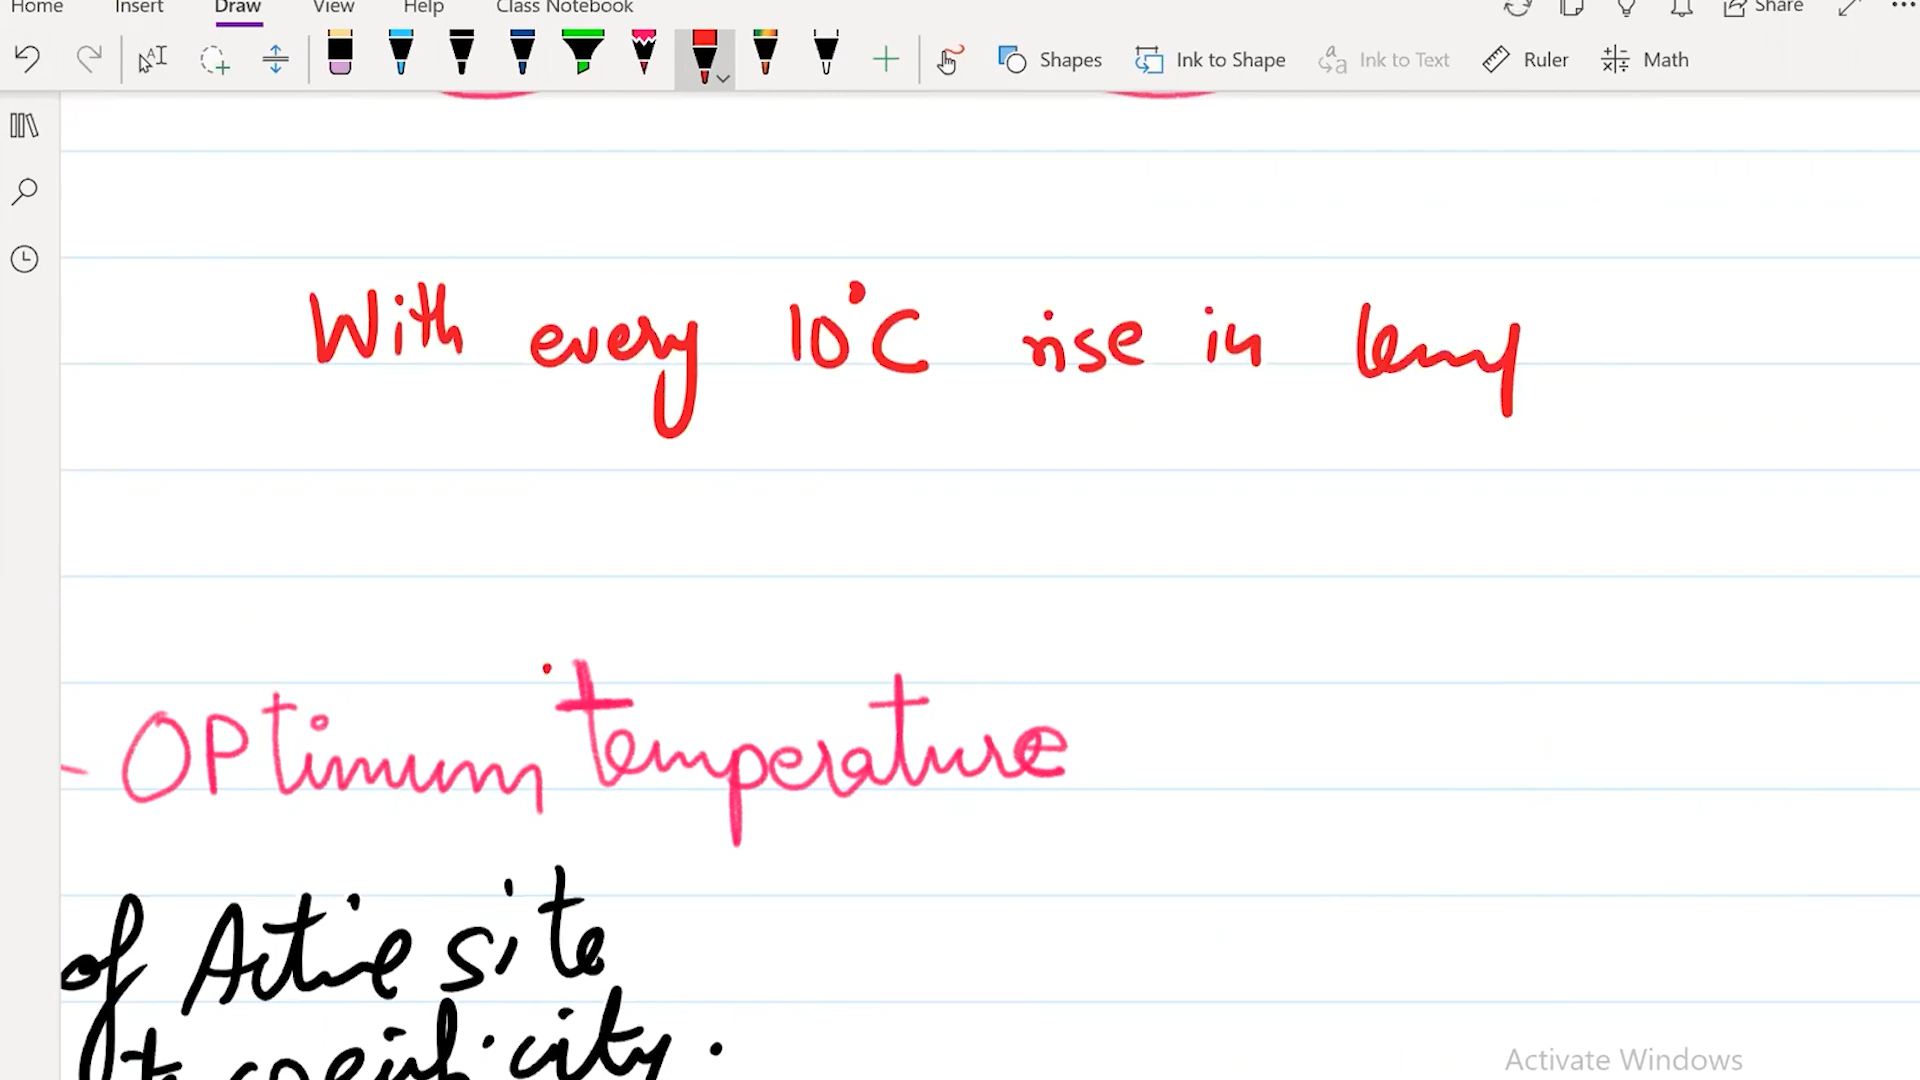 Home Insert Draw View Help Class Notebook Share
Shapes Ink to Shape Ink to Text Ruler Math
With every 10°C rise in temp
- OPtimum temperature
of Active site
specificity.
Activate Windows